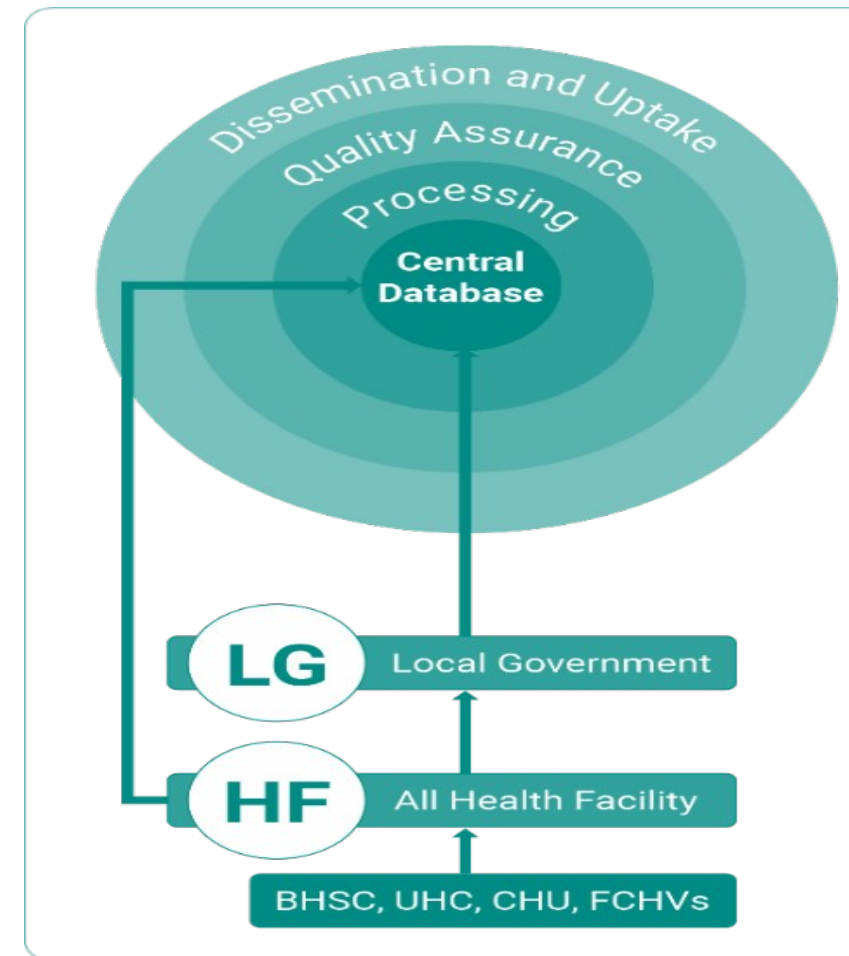 Dissemination and Uptake
Quality Assurance
Processing
Central
Database
LG
Local Government
HF
All Health Facility
BHSC, UHC, CHU, FCHVs